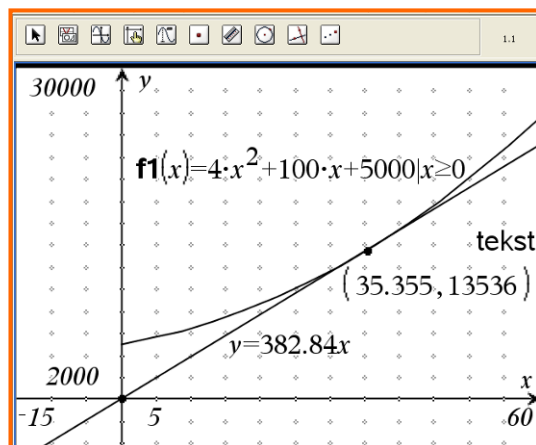 1.1
30000 y
f1(x)=4·x²+100·x+5000|x≥0
tekst
(35.355, 13536)
y=382.84x
2000
x
-15 5 60